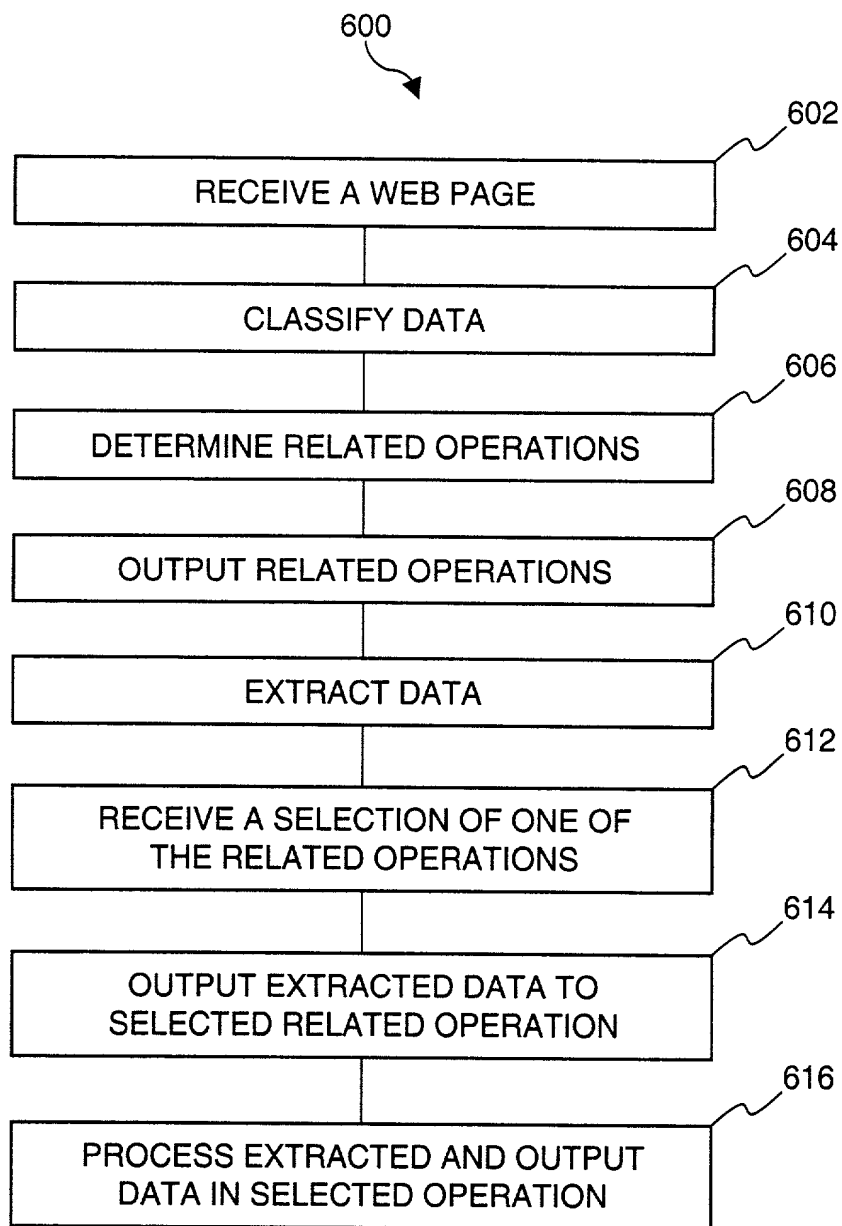 600
602
RECEIVE A WEB PAGE
604
CLASSIFY DATA
606
DETERMINE RELATED OPERATIONS
608
OUTPUT RELATED OPERATIONS
610
EXTRACT DATA
612
RECEIVE A SELECTION OF ONE OF
THE RELATED OPERATIONS
614
OUTPUT EXTRACTED DATA TO
SELECTED RELATED OPERATION
616
PROCESS EXTRACTED AND OUTPUT
DATA IN SELECTED OPERATION